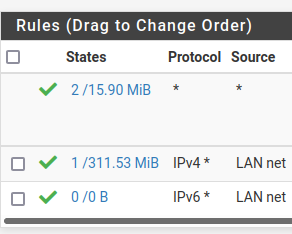 Rules (Drag to Change Order)
States Protocol Source
2 /15.90 MiB * *
1 /311.53 MiB IPv4 * LAN net
0 /0 B IPv6 * LAN net